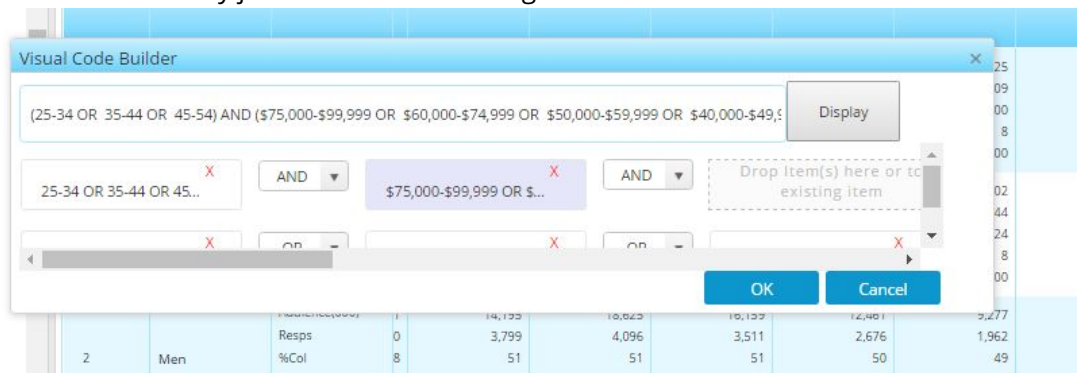 Visual Code Builder ×
(25-34 OR 35-44 OR 45-54) AND ($75,000-$99,999 OR $60,000-$74,999 OR $50,000-$59,999 OR $40,000-$49,9
Display
25
09
00
8
00
X
25-34 OR 35-44 OR 45...
AND
X
$75,000-$99,999 OR $...
AND
Drop Item(s) here or to
existing item
02
44
24
8
00
X
OR
X
OR
X
OK
Cancel
14,195 18,625 16,159 12,461 9,277
Resps 0 3,799 4,096 3,511 2,676 1,962
2 Men %Col 8 51 51 51 50 49